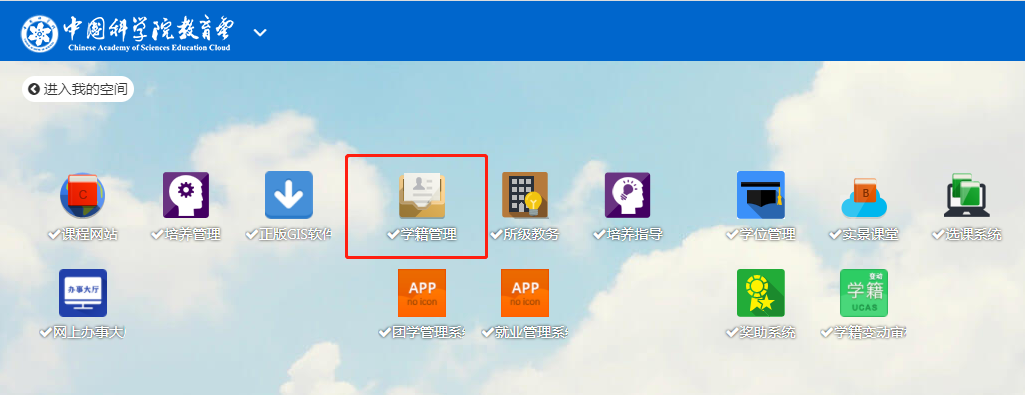 中国科学院教育云
Chinese Academy of Sciences Education Cloud
进入我的空间
C
Y
B
课程网站
培养管理
正版GIS软件
学籍管理
所级教务
培养指导
学位管理
实景课堂
选课系统
办事大厅
APP
no icon
APP
no icon
变动
学籍
UCAS
网上办事大
团学管理系
就业管理系
奖助系统
学籍变动审